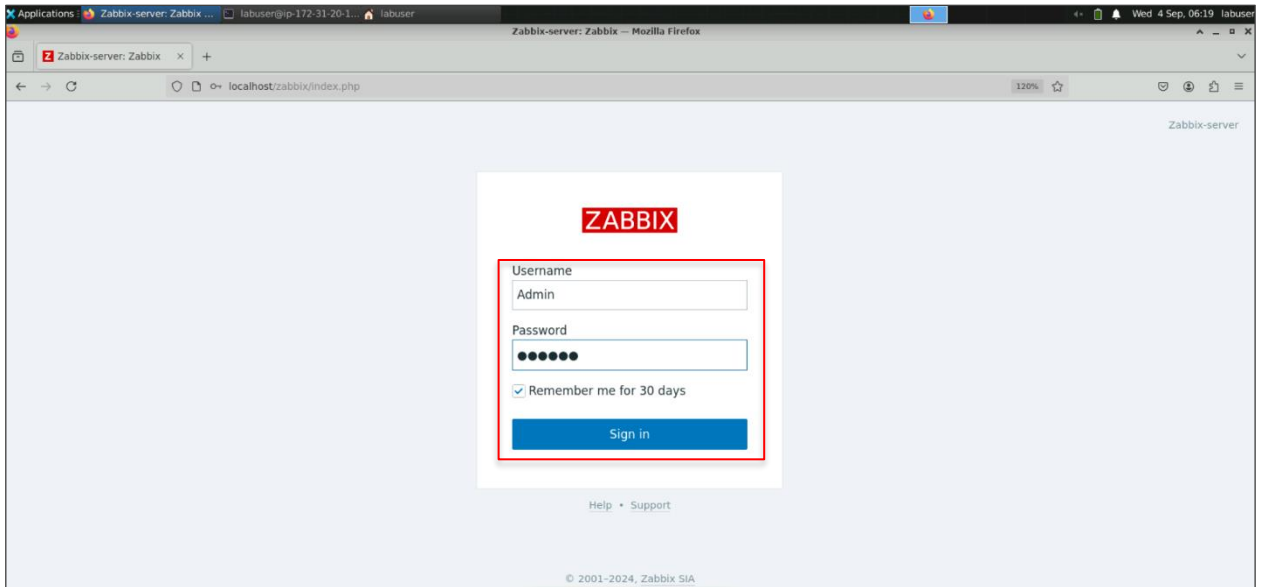 Applications Zabbix-server: Zabbix ... labuser@ip-172-31-20-1... labuser Wed 4 Sep, 06:19 labuser
Zabbix-server: Zabbix — Mozilla Firefox
Z Zabbix-server: Zabbix × +
localhost/zabbix/index.php 120%
Zabbix-server
ZABBIX
Username
Admin
Password
●●●●●●
Remember me for 30 days
Sign in
Help • Support
© 2001–2024, Zabbix SIA